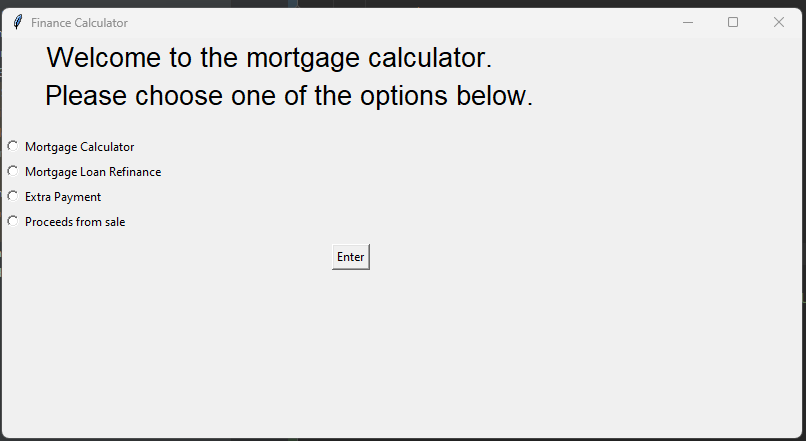 Finance Calculator
Welcome to the mortgage calculator.
Please choose one of the options below.
Mortgage Calculator
Mortgage Loan Refinance
Extra Payment
Proceeds from sale
Enter